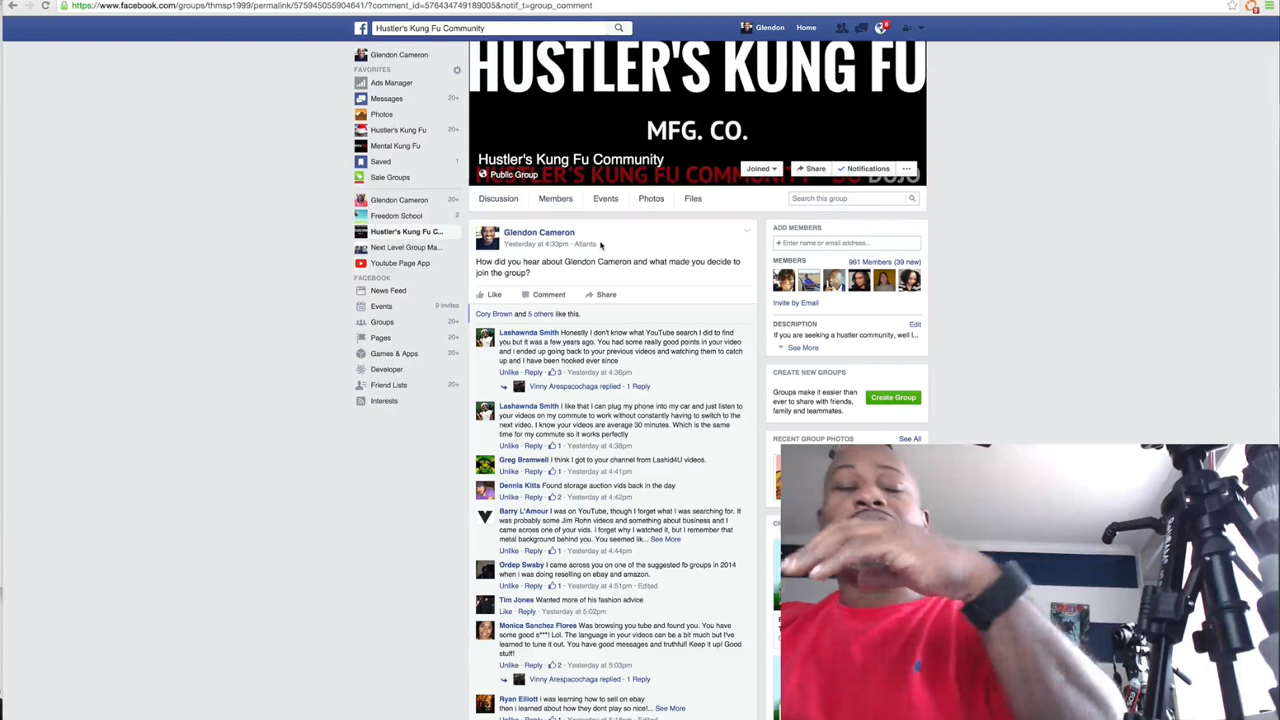 https://www.facebook.com/groups/thmsp1999/permalink/575945055904641/?comment_id=576434749189005&notif_t=group_comment
Hustler's Kung Fu Community
Glendon
Home
8
Glendon Cameron
FAVORITES
Ads Manager
Messages 20+
Photos
Hustler's Kung Fu 20+
Mental Kung Fu
Saved 1
Sale Groups
Glendon Cameron 20+
Freedom School 2
Hustler's Kung Fu C...
Next Level Group Ma...
Youtube Page App
FACEBOOK
News Feed
Events 9 invites
Groups 20+
Pages 20+
Games & Apps 20+
Developer
Friend Lists 20+
Interests
HUSTLER'S KUNG FU
MFG. CO.
HUSTLER'S KUNG FU COMMUNITY - DO DOJO
Hustler's Kung Fu Community
Public Group
Joined
Share
Notifications
Discussion Members Events Photos Files
Search this group
Glendon Cameron
Yesterday at 4:33pm · Atlanta
How did you hear about Glendon Cameron and what made you decide to
join the group?
Like Comment Share
Cory Brown and 5 others like this.
Lashawnda Smith Honestly I don't know what YouTube search I did to find
you but it was a few years ago. You had some really good points in your video
and i ended up going back to your previous videos and watching them to catch
up and I have been hooked ever since
Unlike · Reply · 3 · Yesterday at 4:36pm
Vinny Arespacochaga replied · 1 Reply
Lashawnda Smith I like that I can plug my phone into my car and just listen to
your videos on my commute to work without constantly having to switch to the
next video. I know your videos are average 30 minutes. Which is the same
time for my commute so it works perfectly
Unlike · Reply · 1 · Yesterday at 4:38pm
Greg Bramwell I think I got to your channel from Lashid4U videos.
Unlike · Reply · 1 · Yesterday at 4:41pm
Dennis Kitts Found storage auction vids back in the day
Unlike · Reply · 2 · Yesterday at 4:42pm
Barry L'Amour I was on YouTube, though I forget what I was searching for. It
was probably some Jim Rohn videos and something about business and I
came across one of your vids. I forget why I watched it, but I remember that
metal background behind you. You seemed lik... See More
Unlike · Reply · 1 · Yesterday at 4:44pm
Ordep Swaby I came across you on one of the suggested fb groups in 2014
when i was doing reselling on ebay and amazon.
Unlike · Reply · 1 · Yesterday at 4:51pm · Edited
Tim Jones Wanted more of his fashion advice
Like · Reply · Yesterday at 5:02pm
Monica Sanchez Flores Was browsing you tube and found you. You have
some good s***! Lol. The language in your videos can be a bit much but I've
learned to tune it out. You have good messages and truthful! Keep it up! Good
stuff!
Unlike · Reply · 2 · Yesterday at 5:03pm
Vinny Arespacochaga replied · 1 Reply
Ryan Elliott i was learning how to sell on ebay
then i learned about how they dont play so nice!... See More
ADD MEMBERS
+ Enter name or email address...
MEMBERS 961 Members (39 new)
Invite by Email
DESCRIPTION Edit
If you are seeking a hustler community, well I...
See More
CREATE NEW GROUPS
Groups make it easier than
ever to share with friends,
family and teammates.
Create Group
RECENT GROUP PHOTOS See All